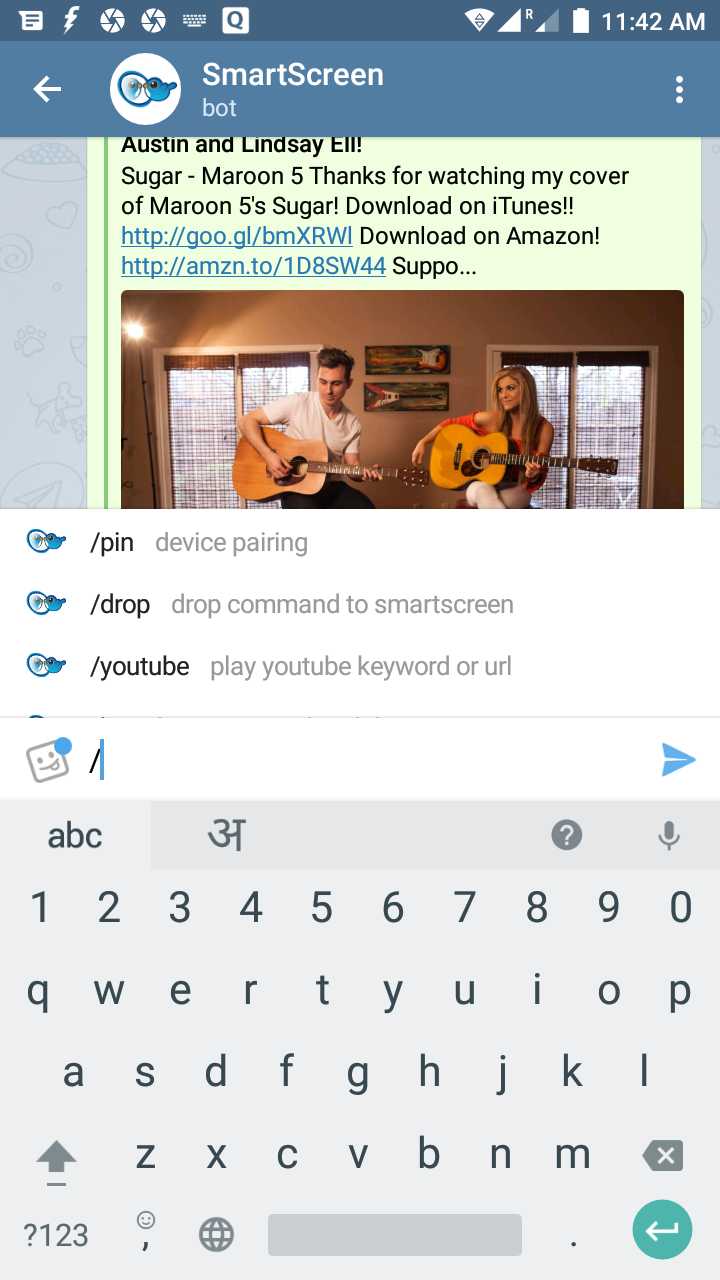 Q
R
11:42 AM
SmartScreen
bot
Austin and Lindsay Ell!
Sugar - Maroon 5 Thanks for watching my cover
of Maroon 5's Sugar! Download on iTunes!!
http://goo.gl/bmXRWl Download on Amazon!
http://amzn.to/1D8SW44 Suppo...
/pin device pairing
/drop drop command to smartscreen
/youtube play youtube keyword or url
/
abc अ ?
1 2 3 4 5 6 7 8 9 0
q w e r t y u i o p
a s d f g h j k l
z x c v b n m
?123 , .